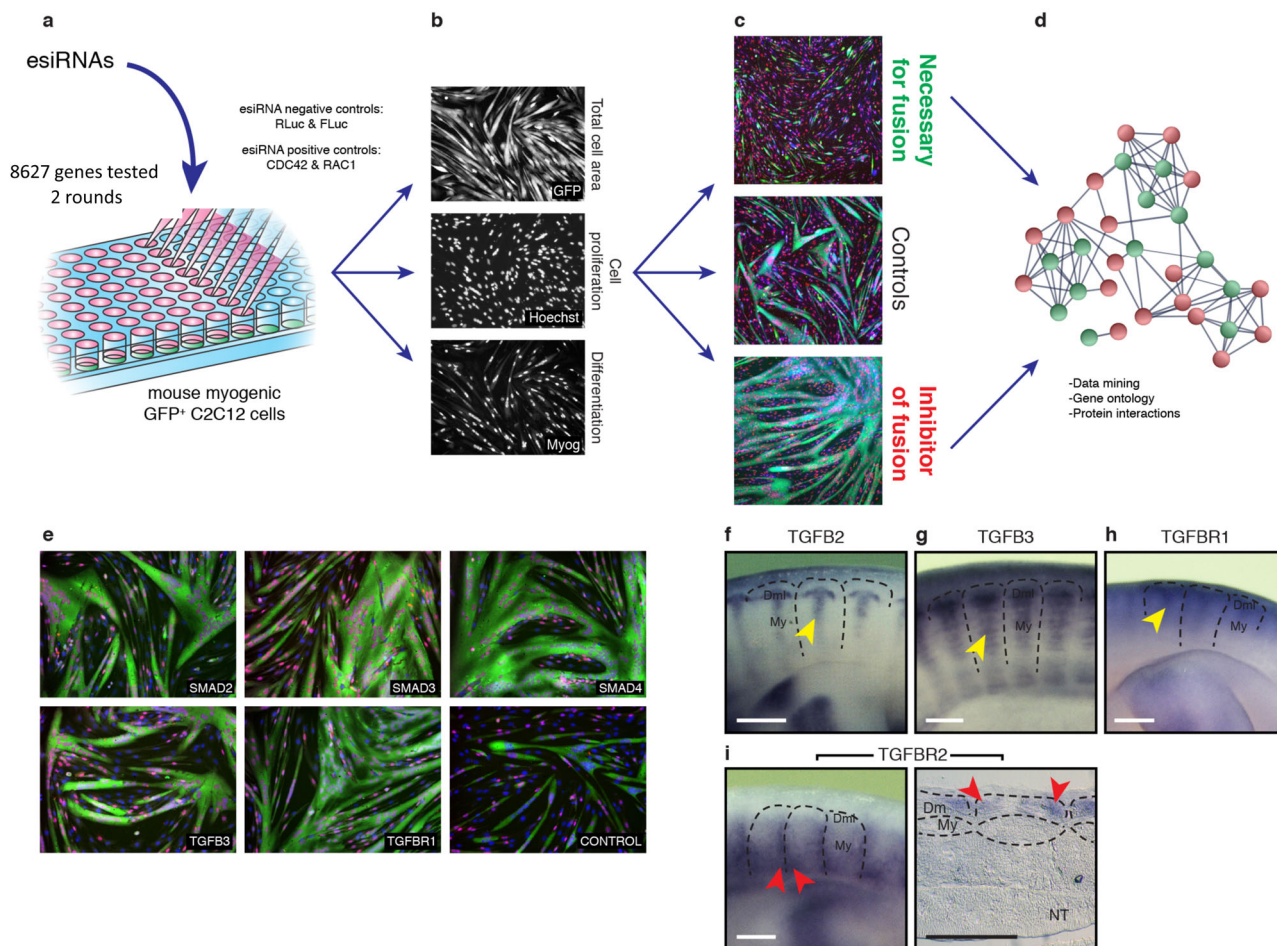 a
esiRNAs
esiRNA negative controls:
RLuc & FLuc
esiRNA positive controls:
CDC42 & RAC1
8627 genes tested
2 rounds
mouse myogenic
GFP+ C2C12 cells
b
Total cell area
GFP
Cell
proliferation
Hoechst
Differentiation
Myog
c
Necessary
for fusion
Controls
Inhibitor
of fusion
d
-Data mining
-Gene ontology
-Protein interactions
e
SMAD2
SMAD3
SMAD4
TGFB3
TGFBR1
CONTROL
f
TGFB2
Dml
My
g
TGFB3
Dml
My
h
TGFBR1
Dml
My
i
TGFBR2
Dml
My
Dm
My
NT